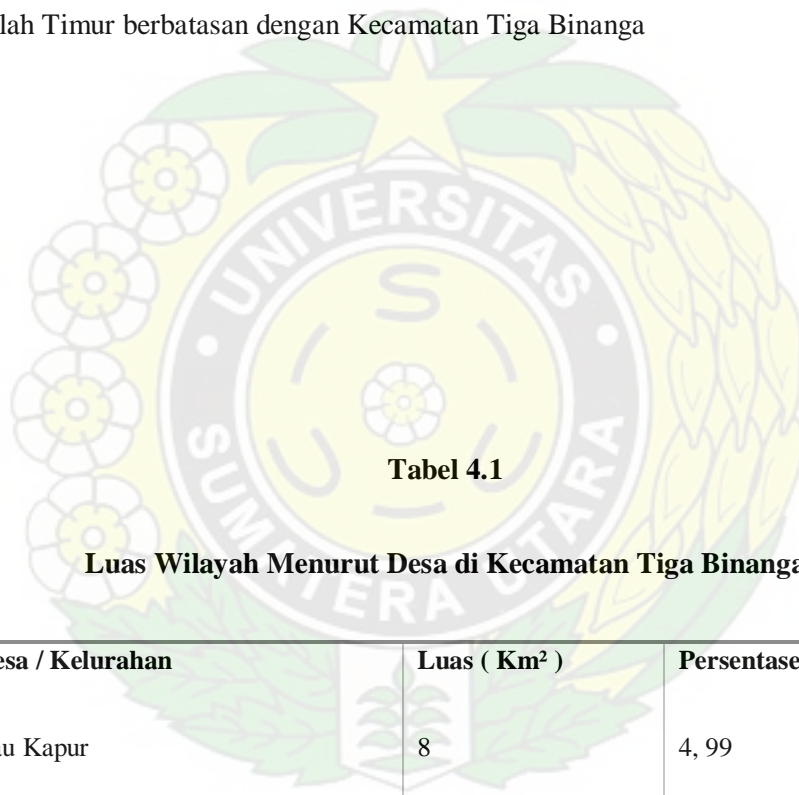 lah Timur berbatasan dengan Kecamatan Tiga Binanga
UNIVERSITAS
S
U
U
SUMATERA UTARA
Tabel 4.1
Luas Wilayah Menurut Desa di Kecamatan Tiga Binanga
esa / Kelurahan Luas ( Km² ) Persentase
au Kapur 8 4, 99